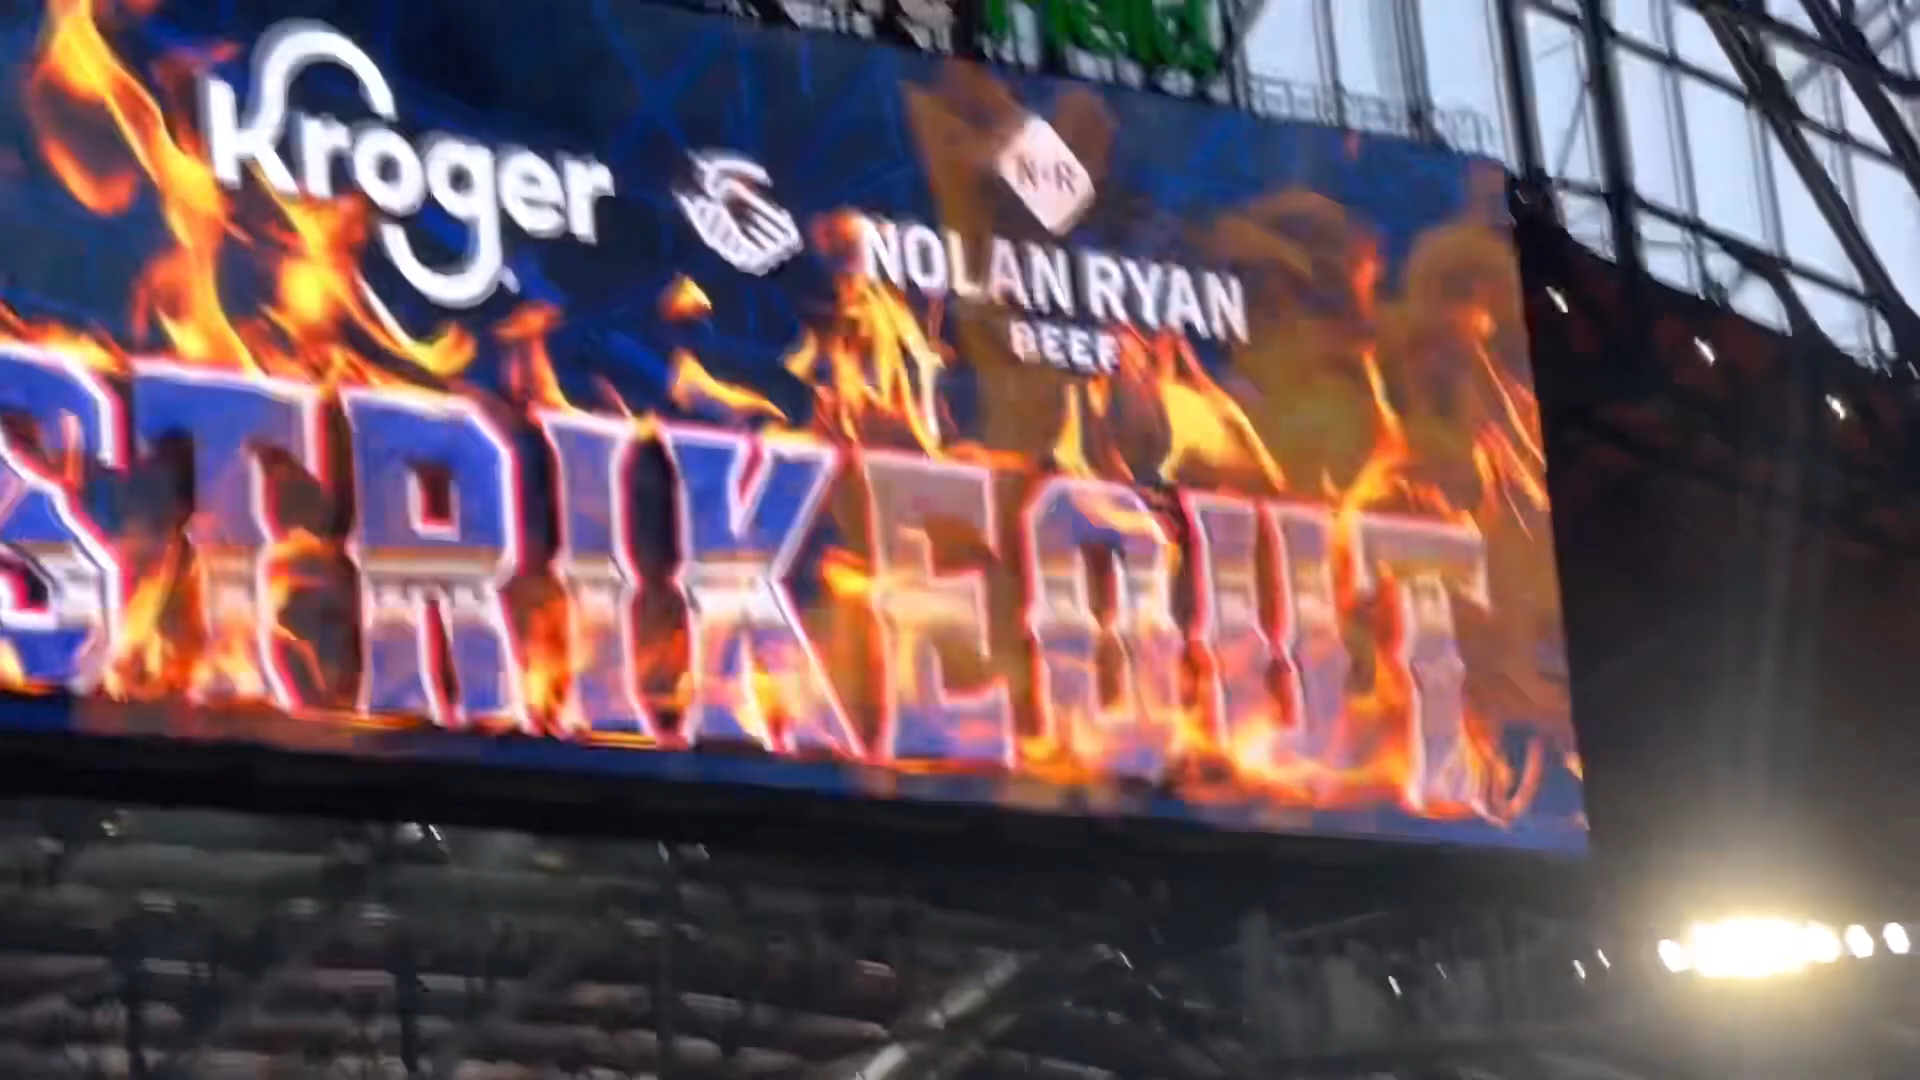 Kroger
N R
NOLAN RYAN
BEEF
STRIKEOUT